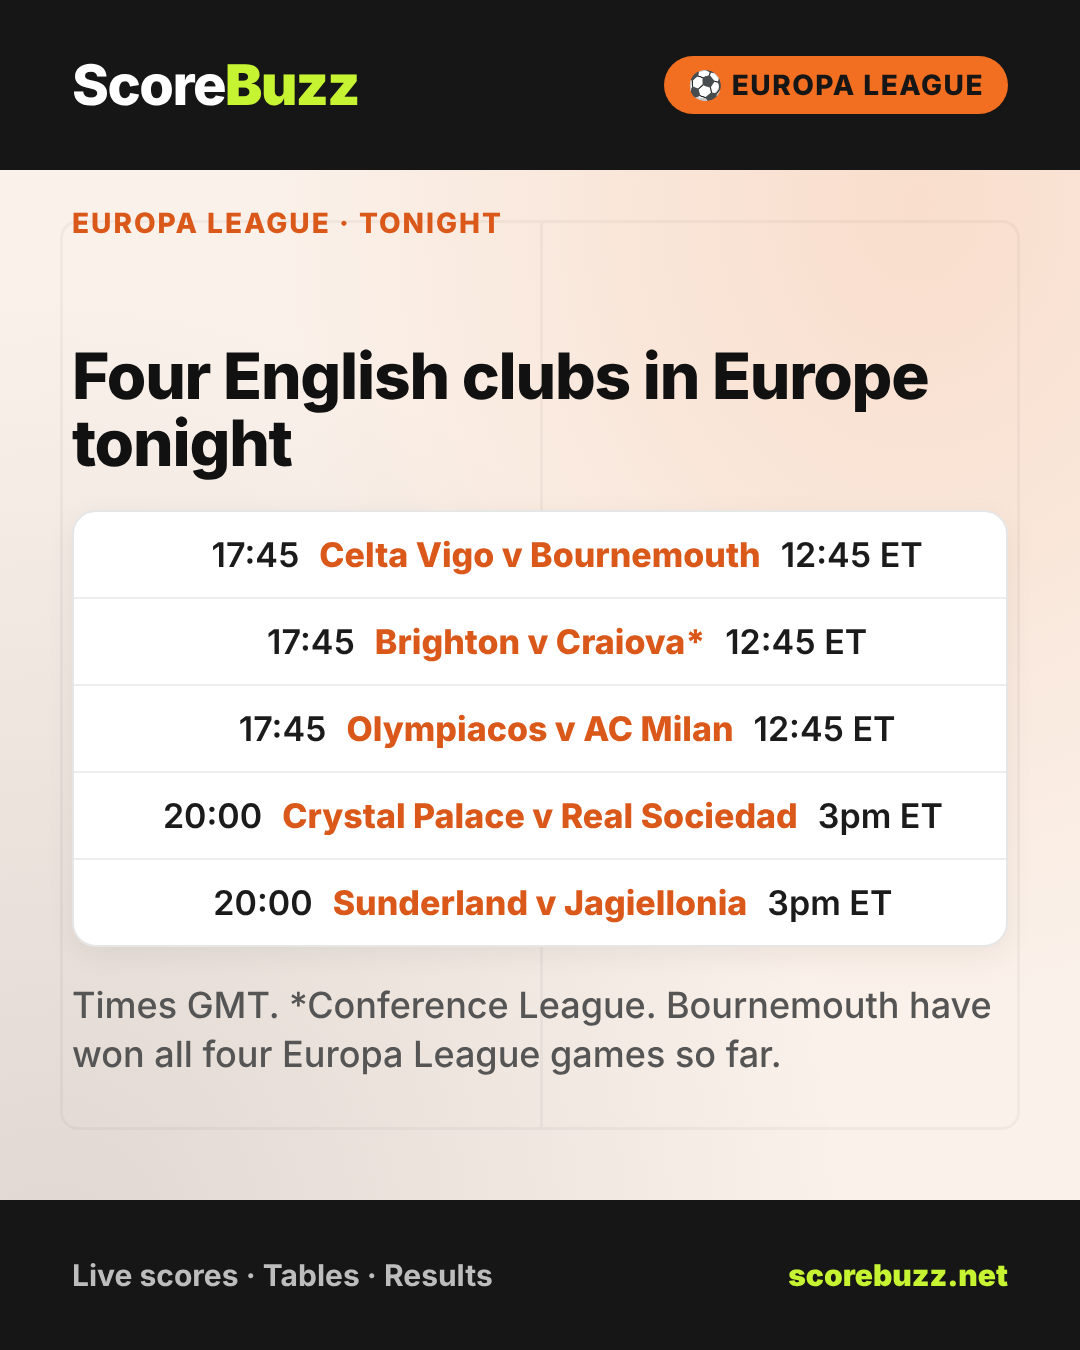 ScoreBuzz
⚽ EUROPA LEAGUE
EUROPA LEAGUE · TONIGHT
Four English clubs in Europe
tonight
17:45 Celta Vigo v Bournemouth 12:45 ET
17:45 Brighton v Craiova* 12:45 ET
17:45 Olympiacos v AC Milan 12:45 ET
20:00 Crystal Palace v Real Sociedad 3pm ET
20:00 Sunderland v Jagiellonia 3pm ET
Times GMT. *Conference League. Bournemouth have
won all four Europa League games so far.
Live scores · Tables · Results
scorebuzz.net